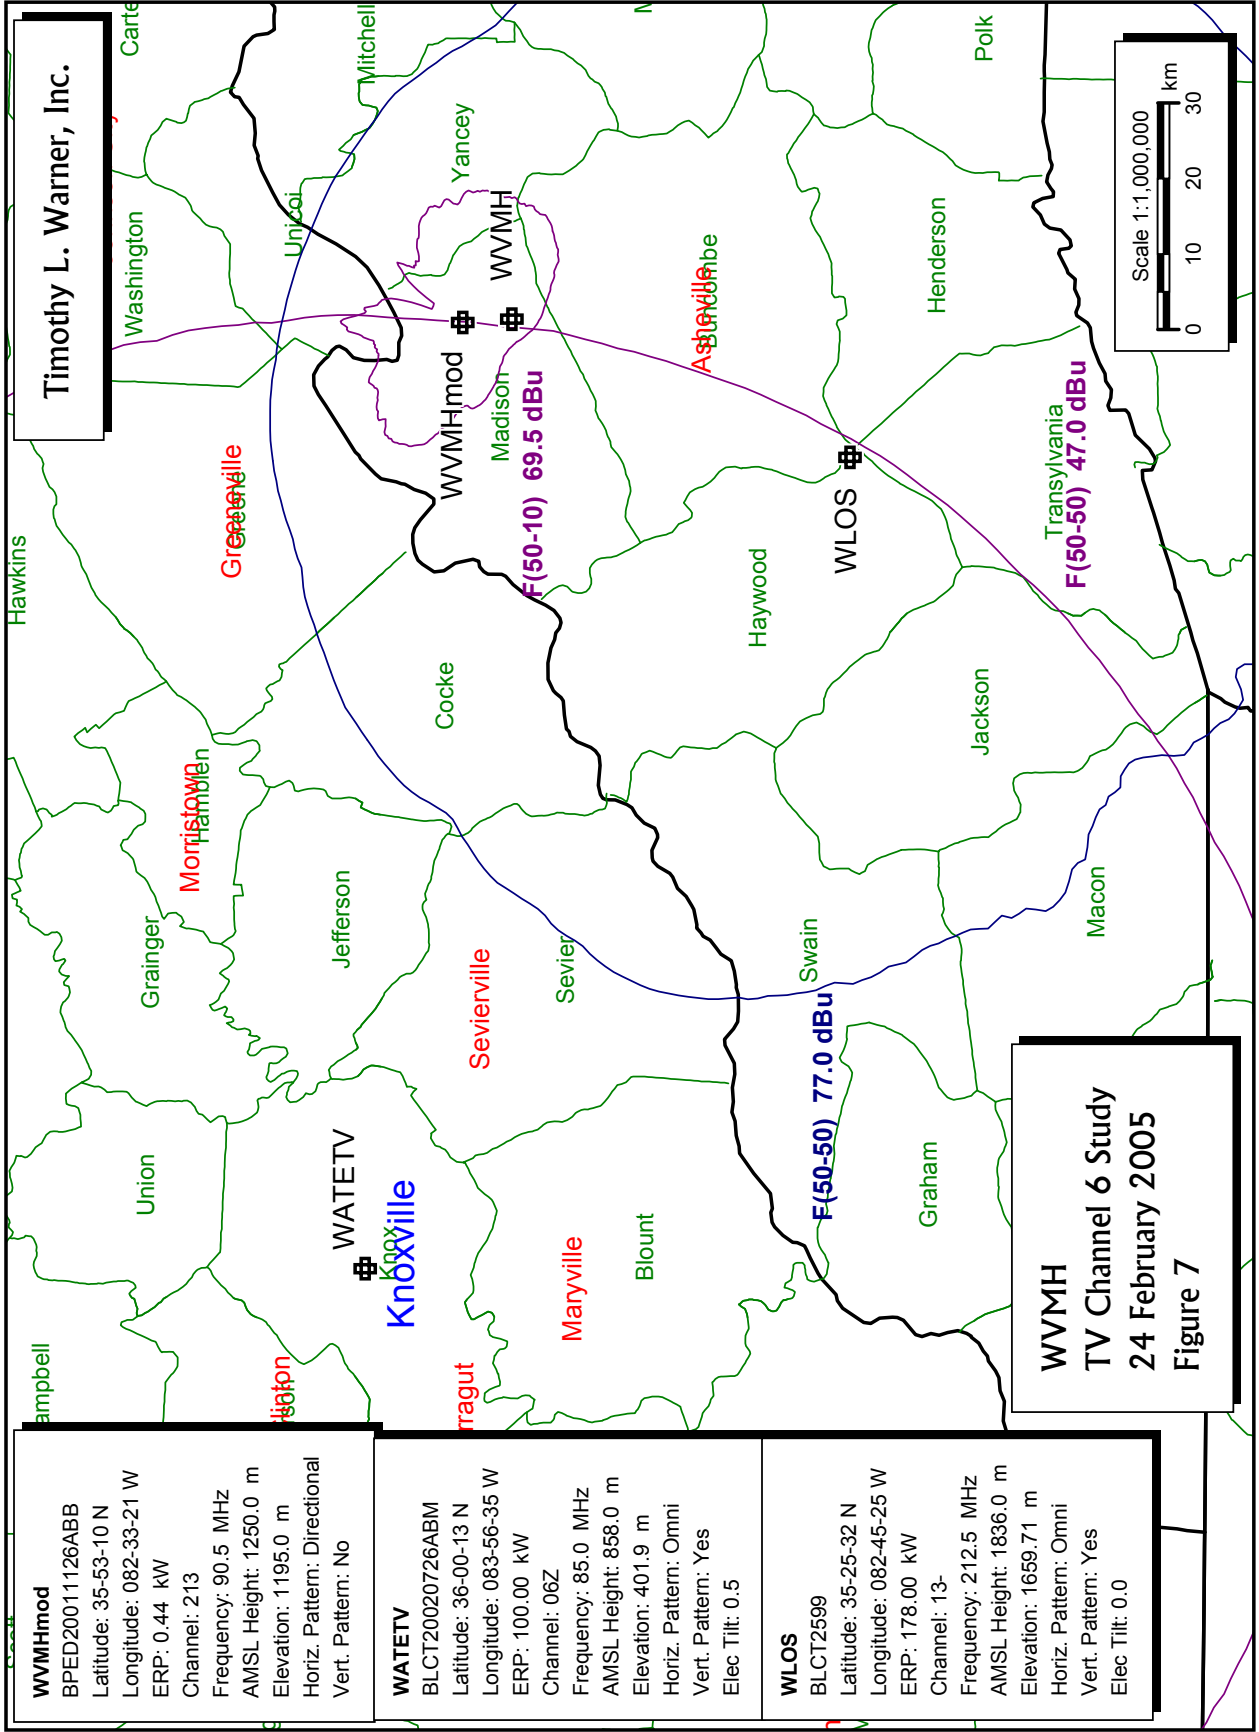 WVMHmod
BPED20011126ABB
Latitude: 35-53-10 N
Longitude: 082-33-21 W
ERP: 0.44 kW
Channel: 213
Frequency: 90.5 MHz
AMSL Height: 1250.0 m
Elevation: 1195.0 m
Horiz. Pattern: Directional
Vert. Pattern: No
WATETV
BLCT20020726ABM
Latitude: 36-00-13 N
Longitude: 083-56-35 W
ERP: 100.00 kW
Channel: 06Z
Frequency: 85.0 MHz
AMSL Height: 858.0 m
Elevation: 401.9 m
Horiz. Pattern: Omni
Vert. Pattern: Yes
Elec Tilt: 0.5
WLOS
BLCT2599
Latitude: 35-25-32 N
Longitude: 082-45-25 W
ERP: 178.00 kW
Channel: 13-
Frequency: 212.5 MHz
AMSL Height: 1836.0 m
Elevation: 1659.71 m
Horiz. Pattern: Omni
Vert. Pattern: Yes
Elec Tilt: 0.0
Timothy L. Warner, Inc.
ampbell
Union
Grainger
Hawkins
Washington
Carte
linton
Morristown
Hamblen
Greeneville
Greene
Unicoi
Mitchell
WATETV
Knox
Knoxville
Jefferson
Cocke
WVMHmod
Yancey
rragut
Sevierville
Sevier
Madison
WVMH
F(50-10) 69.5 dBu
Maryville
Blount
Haywood
Asheville
Buncombe
Swain
WLOS
F(50-50) 77.0 dBu
Graham
Jackson
Henderson
Polk
Macon
Transylvania
F(50-50) 47.0 dBu
WVMH
TV Channel 6 Study
24 February 2005
Figure 7
Scale 1:1,000,000
0 10 20 30
km